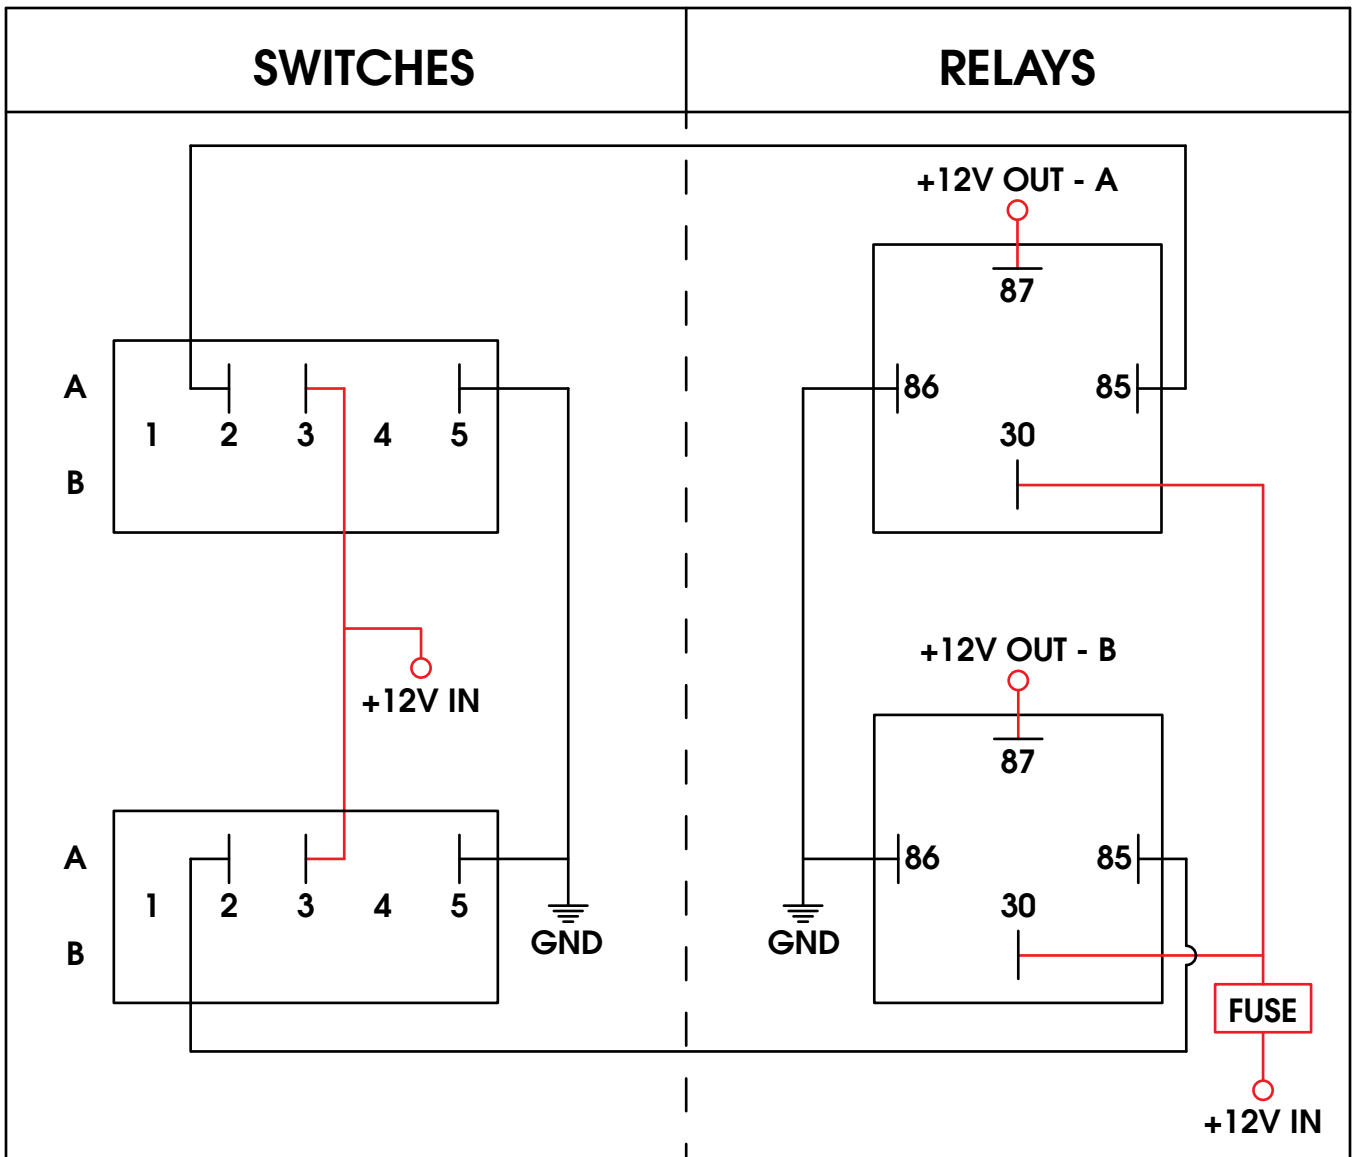 SWITCHES
RELAYS
+12V OUT - A
87
A
86
85
1 2 3 4 5
30
B
+12V OUT - B
+12V IN
87
A
86
85
1 2 3 4 5
30
B
GND
GND
FUSE
+12V IN